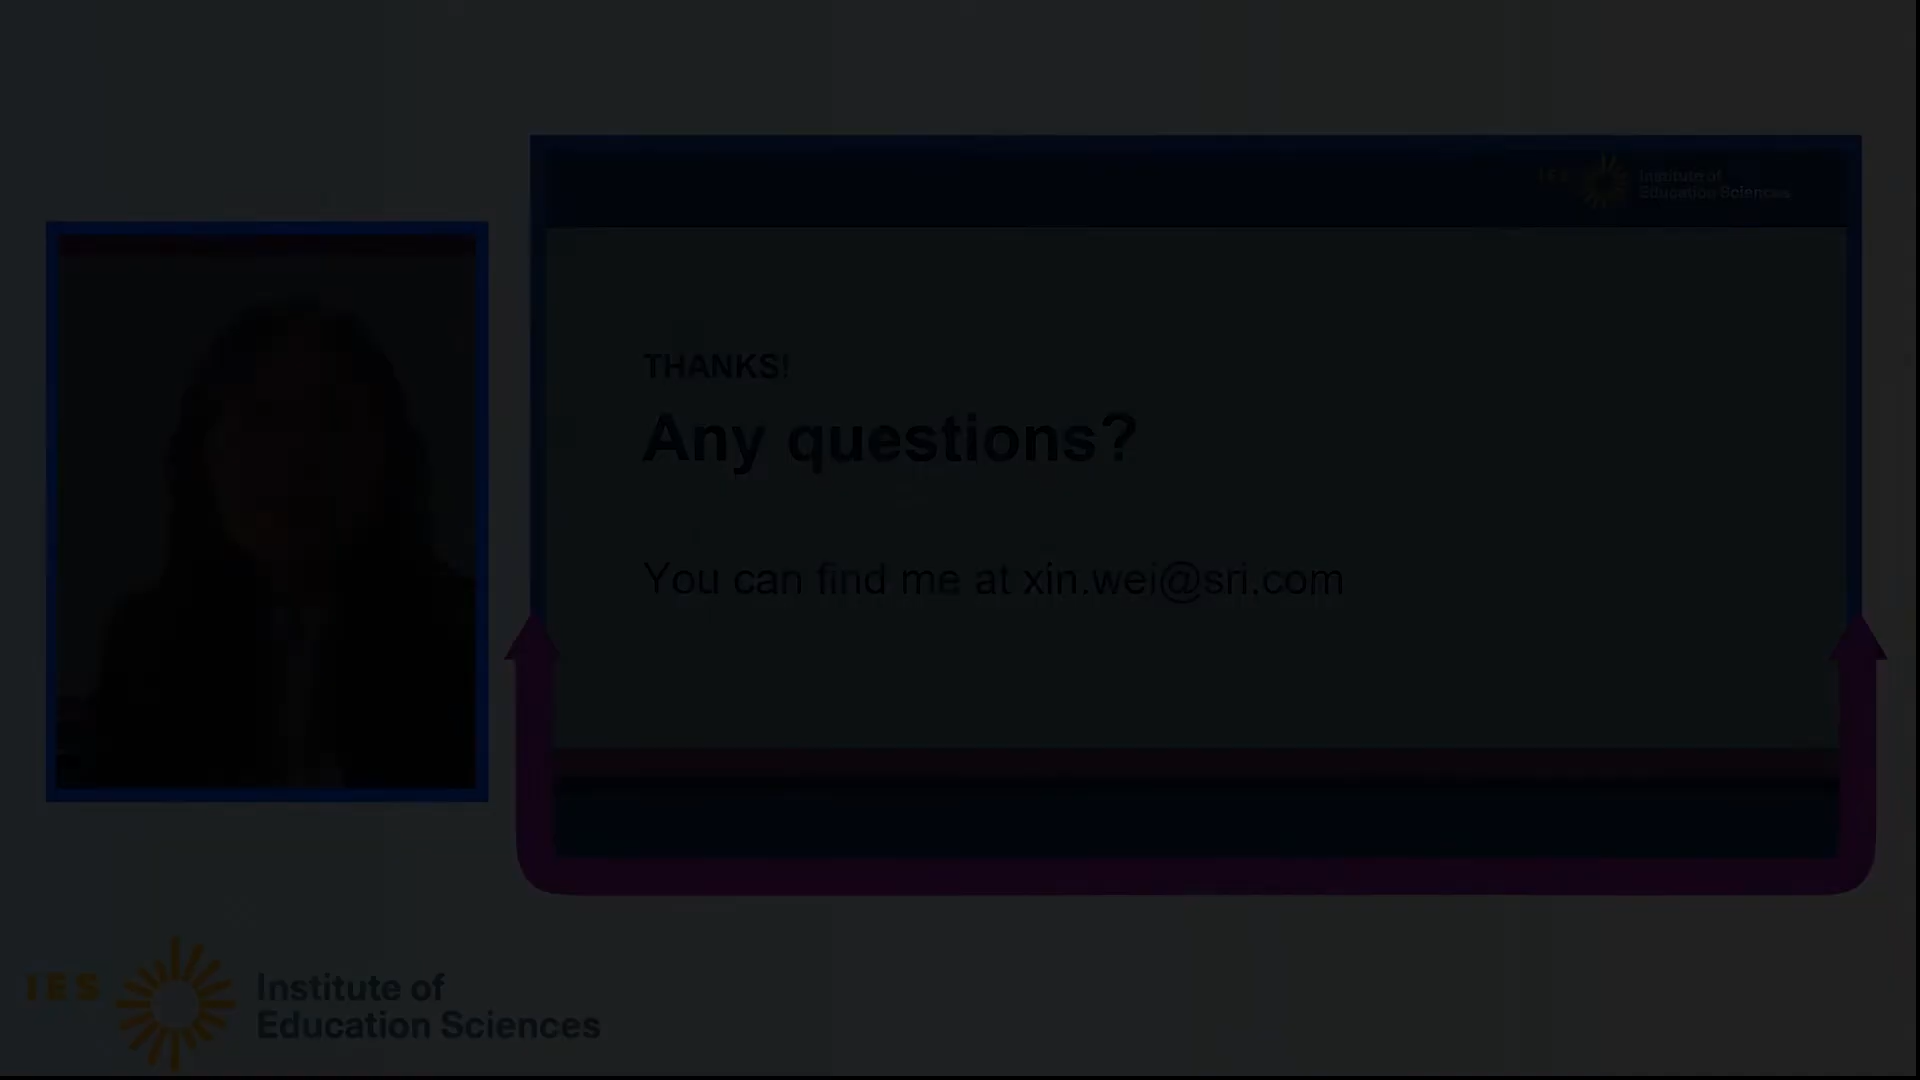 IES Institute of
Education Sciences
THANKS!
Any questions?
You can find me at xin.wei@sri.com
IES Institute of
Education Sciences